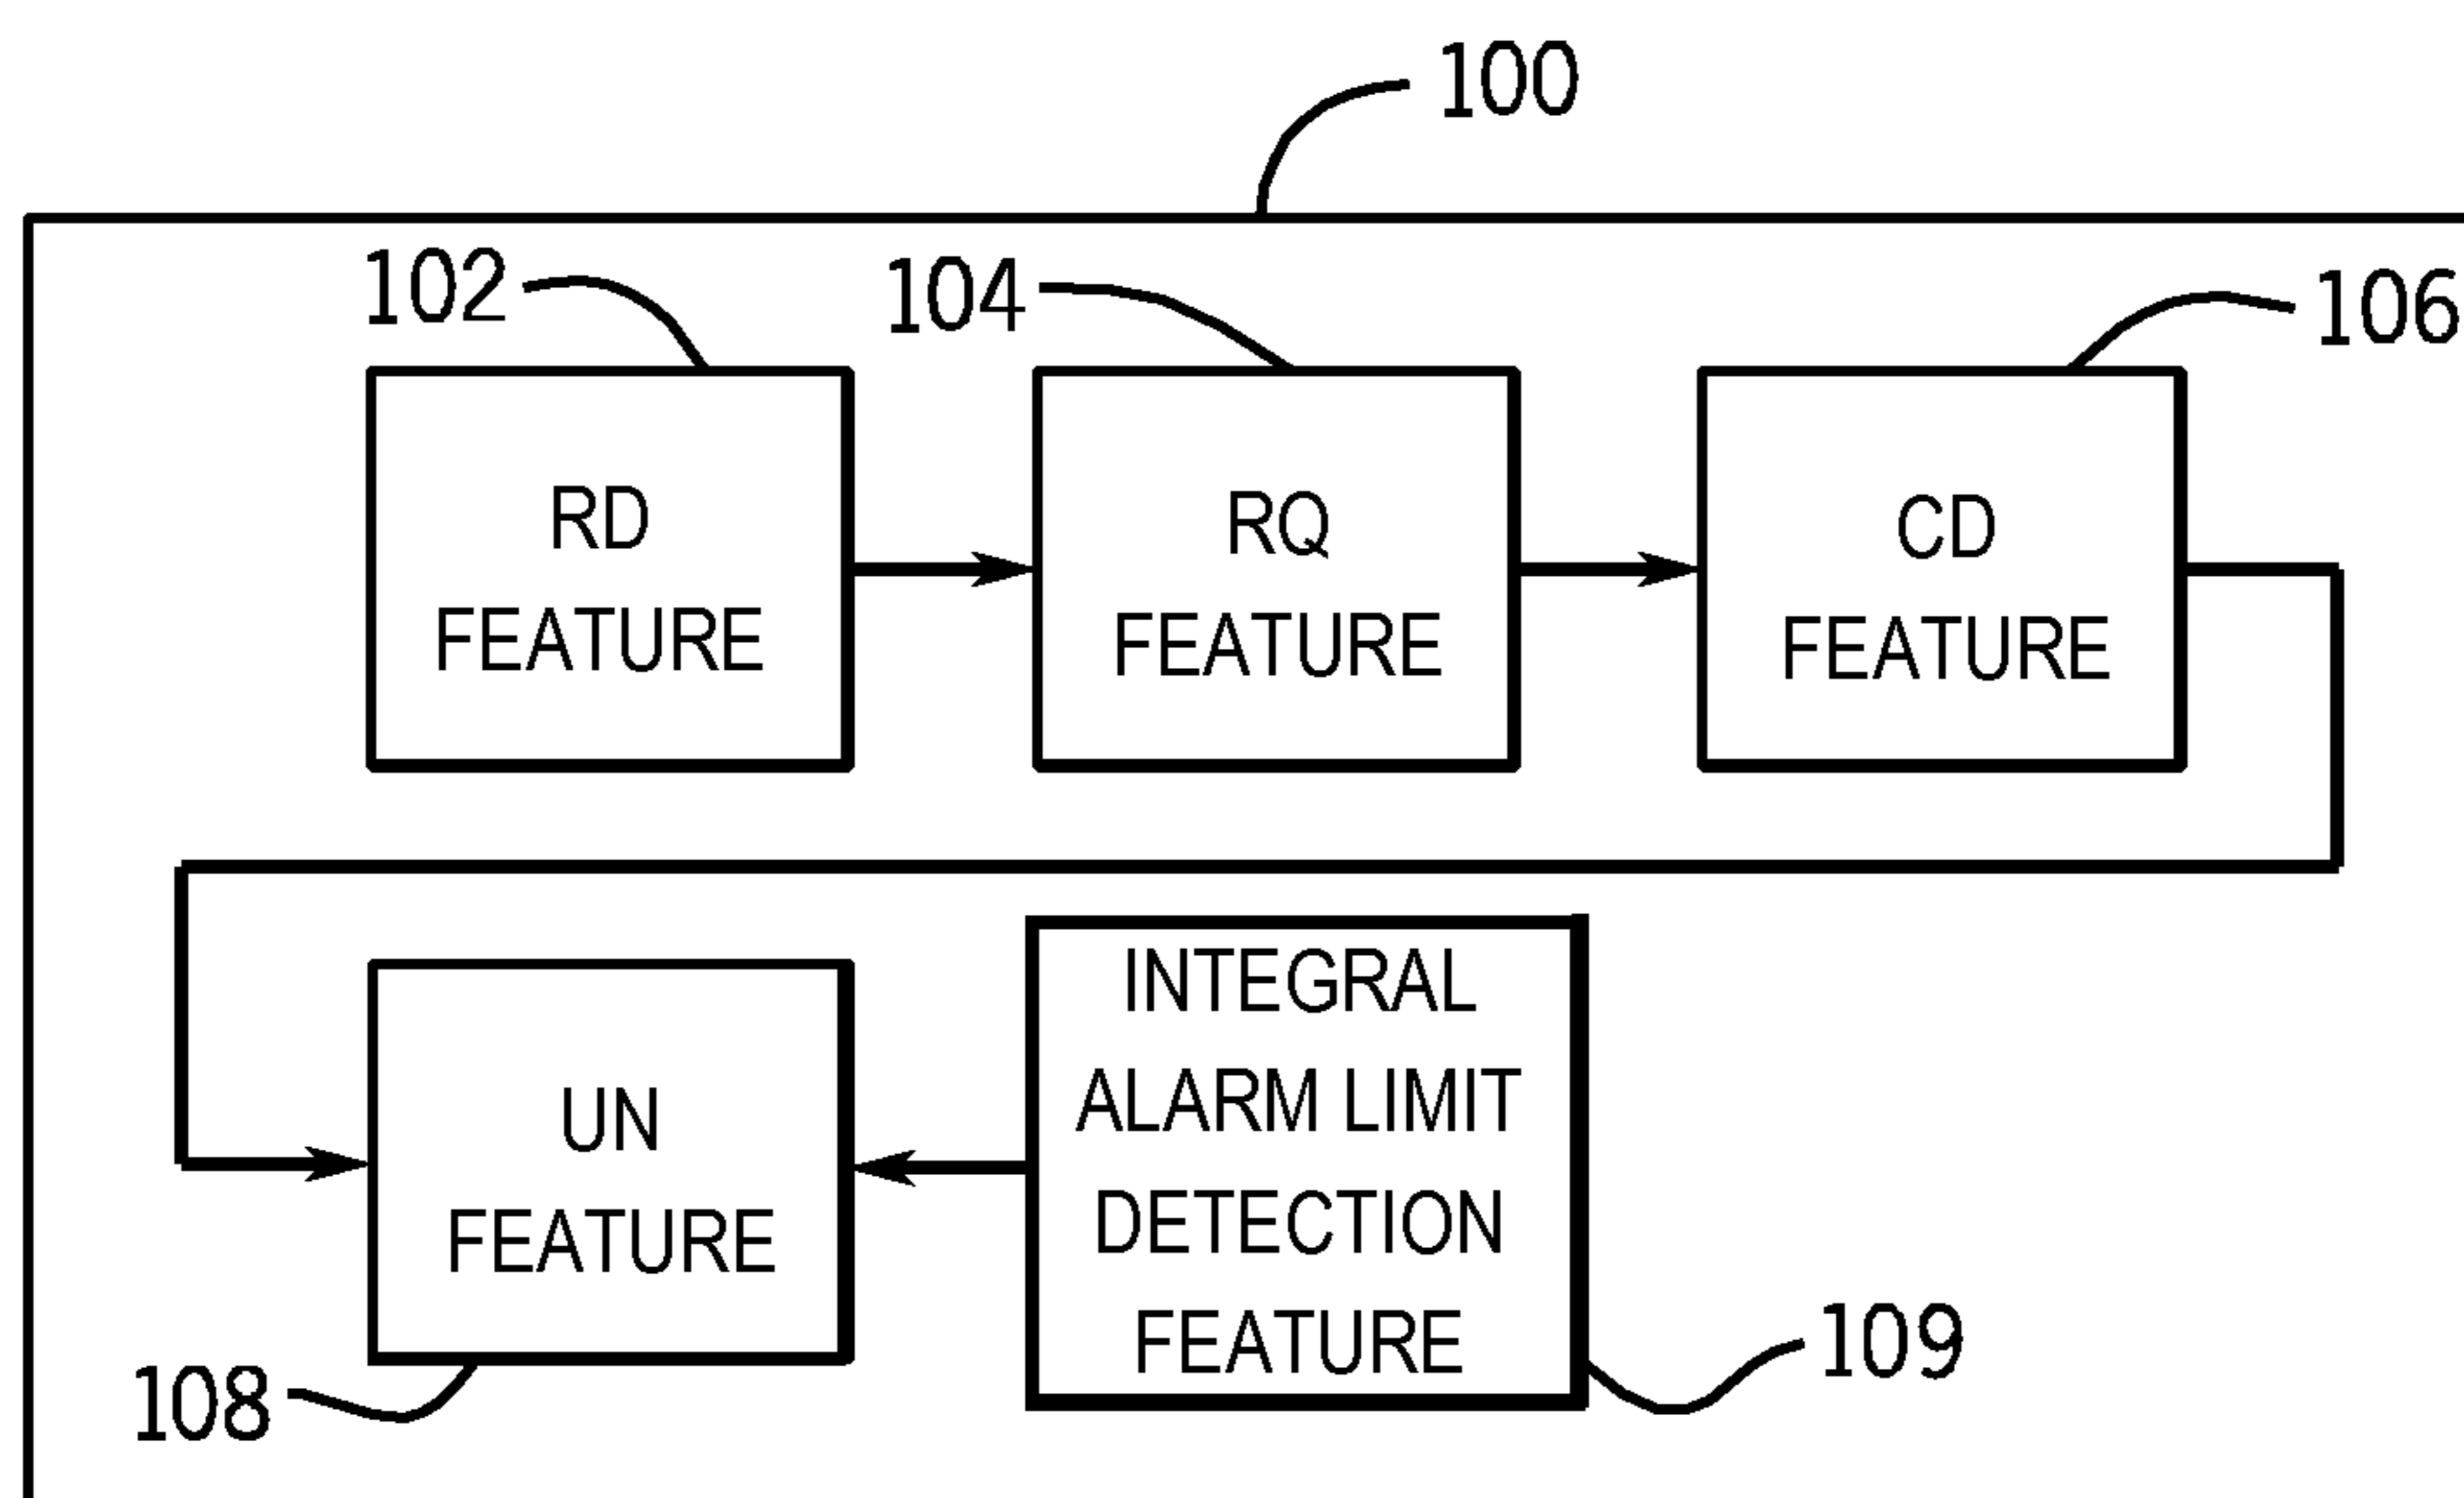 100
102
104
106
RD
FEATURE
RQ
FEATURE
CD
FEATURE
UN
FEATURE
INTEGRAL
ALARM LIMIT
DETECTION
FEATURE
108
109